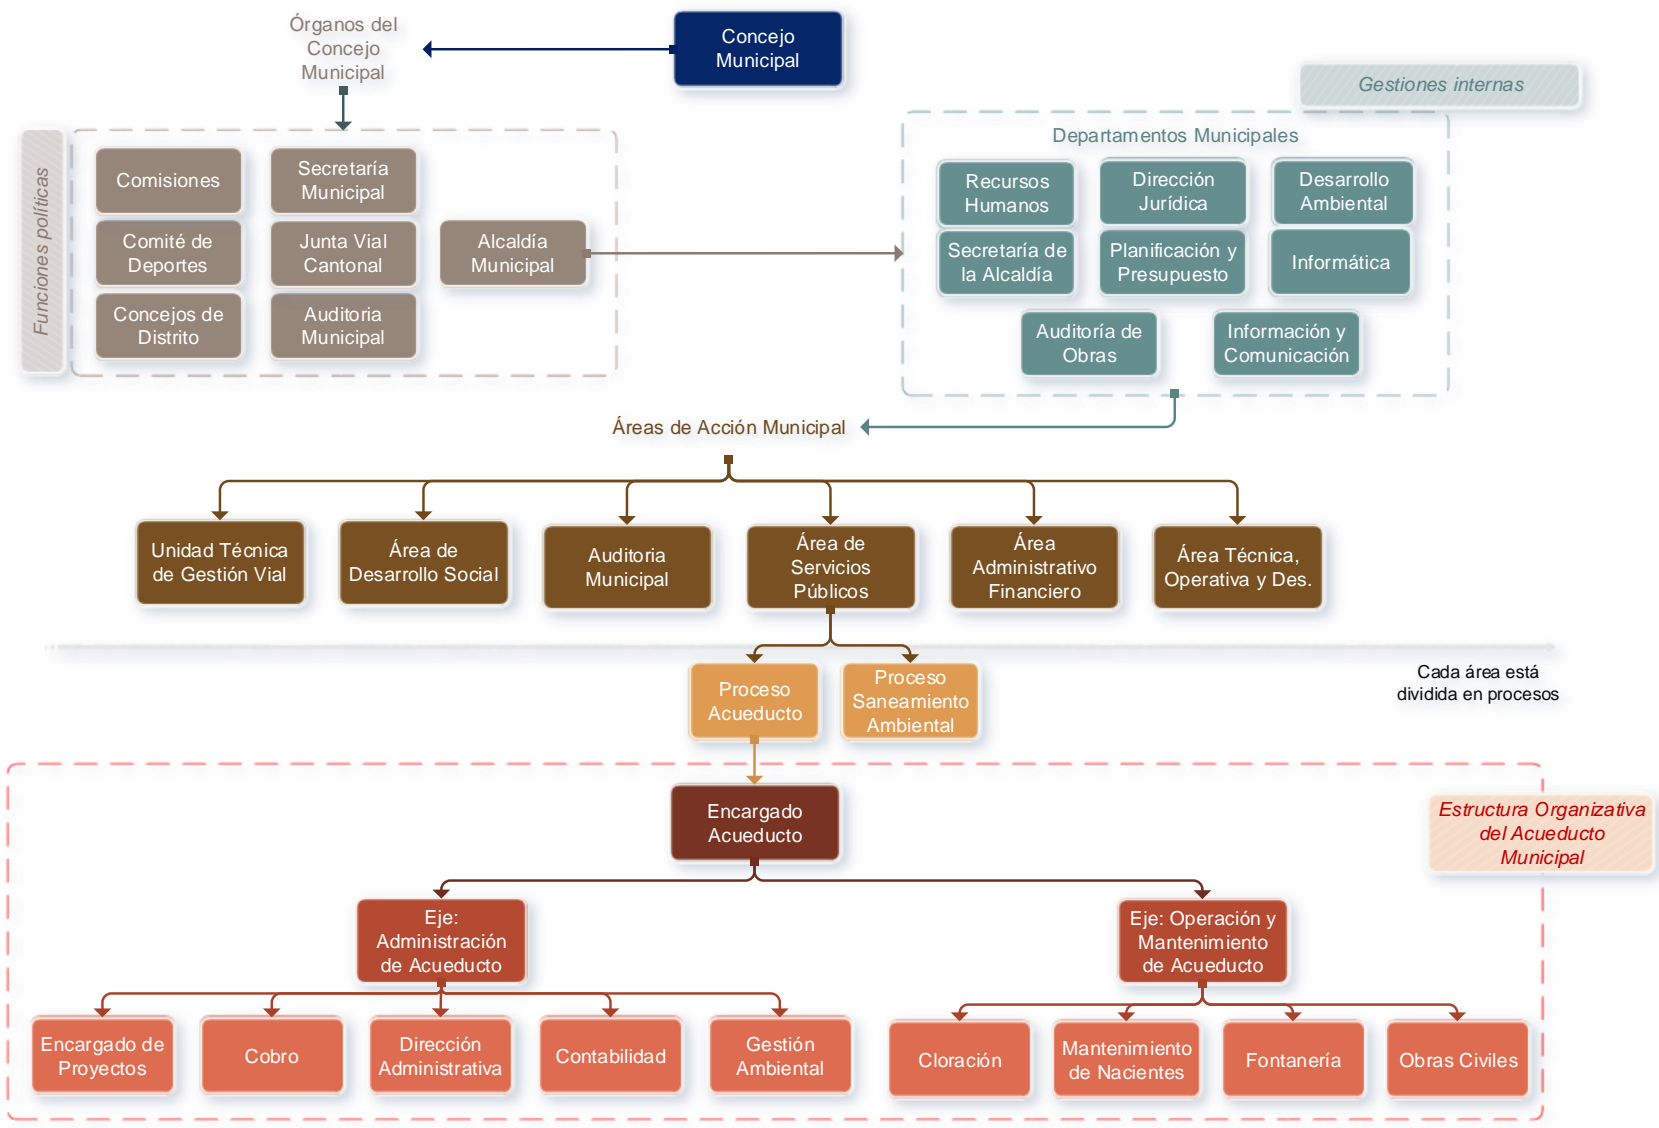 Órganos del
Concejo
Municipal
Concejo
Municipal
Gestiones internas
Funciones políticas
Comisiones
Secretaría
Municipal
Comité de
Deportes
Junta Vial
Cantonal
Alcaldía
Municipal
Concejos de
Distrito
Auditoria
Municipal
Departamentos Municipales
Recursos
Humanos
Dirección
Jurídica
Desarrollo
Ambiental
Secretaría de
la Alcaldía
Planificación y
Presupuesto
Informática
Auditoría de
Obras
Información y
Comunicación
Áreas de Acción Municipal
Unidad Técnica
de Gestión Vial
Área de
Desarrollo Social
Auditoria
Municipal
Área de
Servicios
Públicos
Área
Administrativo
Financiero
Área Técnica,
Operativa y Des.
Proceso
Acueducto
Proceso
Saneamiento
Ambiental
Cada área está
dividida en procesos
Encargado
Acueducto
Estructura Organizativa
del Acueducto
Municipal
Eje:
Administración
de Acueducto
Eje: Operación y
Mantenimiento
de Acueducto
Encargado de
Proyectos
Cobro
Dirección
Administrativa
Contabilidad
Gestión
Ambiental
Cloración
Mantenimiento
de Nacientes
Fontanería
Obras Civiles